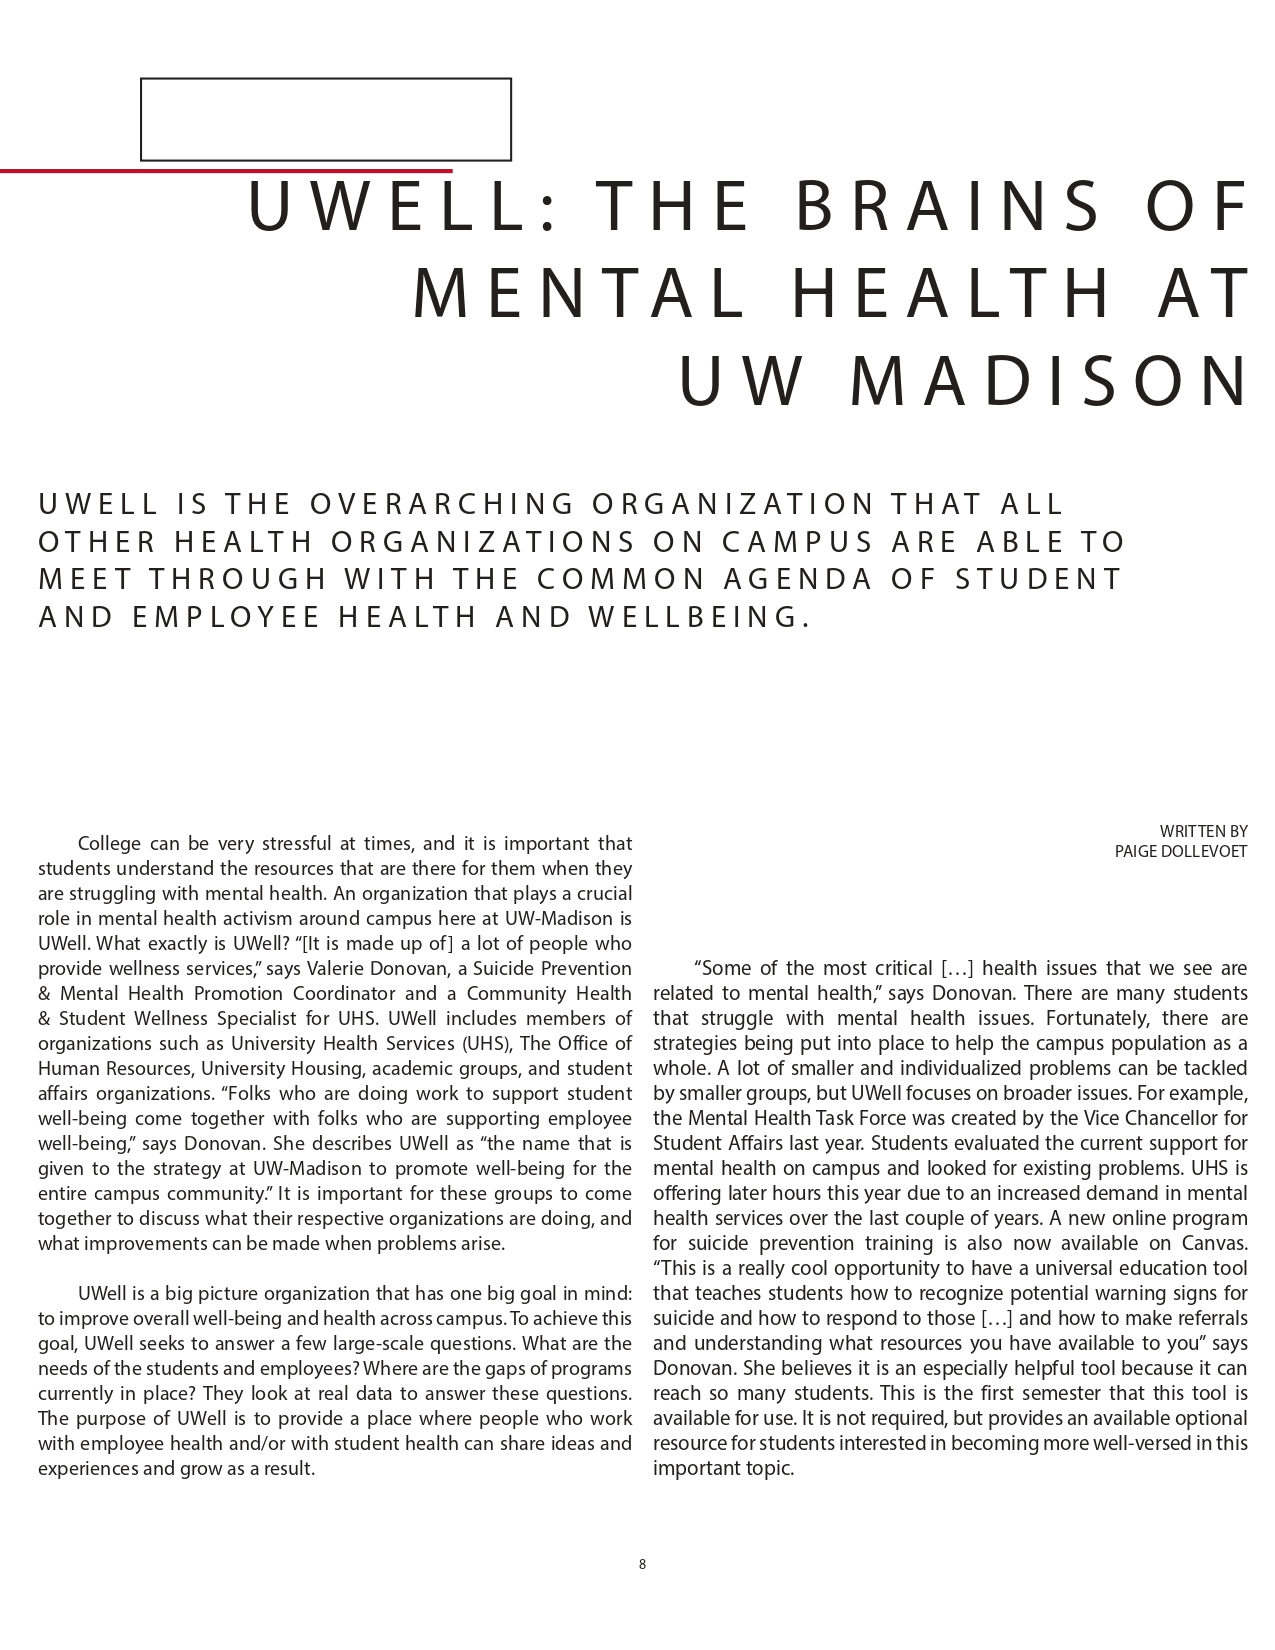 UWELL: THE BRAINS OF
MENTAL HEALTH AT
UW MADISON
UWELL IS THE OVERARCHING ORGANIZATION THAT ALL
OTHER HEALTH ORGANIZATIONS ON CAMPUS ARE ABLE TO
MEET THROUGH WITH THE COMMON AGENDA OF STUDENT
AND EMPLOYEE HEALTH AND WELLBEING.
WRITTEN BY
PAIGE DOLLEVOET
College can be very stressful at times, and it is important that
students understand the resources that are there for them when they
are struggling with mental health. An organization that plays a crucial
role in mental health activism around campus here at UW-Madison is
UWell. What exactly is UWell? “[It is made up of] a lot of people who
provide wellness services,” says Valerie Donovan, a Suicide Prevention
& Mental Health Promotion Coordinator and a Community Health
& Student Wellness Specialist for UHS. UWell includes members of
organizations such as University Health Services (UHS), The Office of
Human Resources, University Housing, academic groups, and student
affairs organizations. “Folks who are doing work to support student
well-being come together with folks who are supporting employee
well-being,” says Donovan. She describes UWell as “the name that is
given to the strategy at UW-Madison to promote well-being for the
entire campus community.” It is important for these groups to come
together to discuss what their respective organizations are doing, and
what improvements can be made when problems arise.
UWell is a big picture organization that has one big goal in mind:
to improve overall well-being and health across campus. To achieve this
goal, UWell seeks to answer a few large-scale questions. What are the
needs of the students and employees? Where are the gaps of programs
currently in place? They look at real data to answer these questions.
The purpose of UWell is to provide a place where people who work
with employee health and/or with student health can share ideas and
experiences and grow as a result.
“Some of the most critical […] health issues that we see are
related to mental health,” says Donovan. There are many students
that struggle with mental health issues. Fortunately, there are
strategies being put into place to help the campus population as a
whole. A lot of smaller and individualized problems can be tackled
by smaller groups, but UWell focuses on broader issues. For example,
the Mental Health Task Force was created by the Vice Chancellor for
Student Affairs last year. Students evaluated the current support for
mental health on campus and looked for existing problems. UHS is
offering later hours this year due to an increased demand in mental
health services over the last couple of years. A new online program
for suicide prevention training is also now available on Canvas.
“This is a really cool opportunity to have a universal education tool
that teaches students how to recognize potential warning signs for
suicide and how to respond to those […] and how to make referrals
and understanding what resources you have available to you” says
Donovan. She believes it is an especially helpful tool because it can
reach so many students. This is the first semester that this tool is
available for use. It is not required, but provides an available optional
resource for students interested in becoming more well-versed in this
important topic.
8